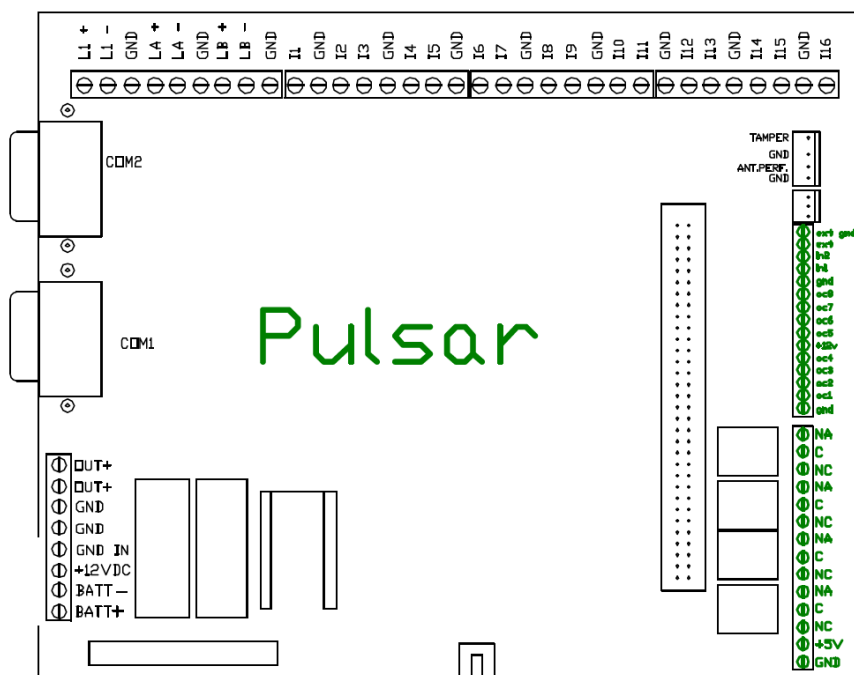 L1 + L1 - GND LA + LA - GND LB + LB - GND I1 GND I2 I3 GND I4 I5 GND I6 I7 GND I8 I9 GND I10 I11 GND I12 I13 GND I14 I15 GND I16
TAMPER
GND
ANT.PERF.
GND
COM2
ext gnd
ext
in2
in1
gnd
oc8
oc7
oc6
oc5
+12v
oc4
oc3
oc2
oc1
gnd
COM1
Pulsar
NA
C
NC
NA
C
NC
NA
C
NC
NA
C
NC
+5V
GND
OUT+
OUT+
GND
GND
GND IN
+12VDC
BATT-
BATT+